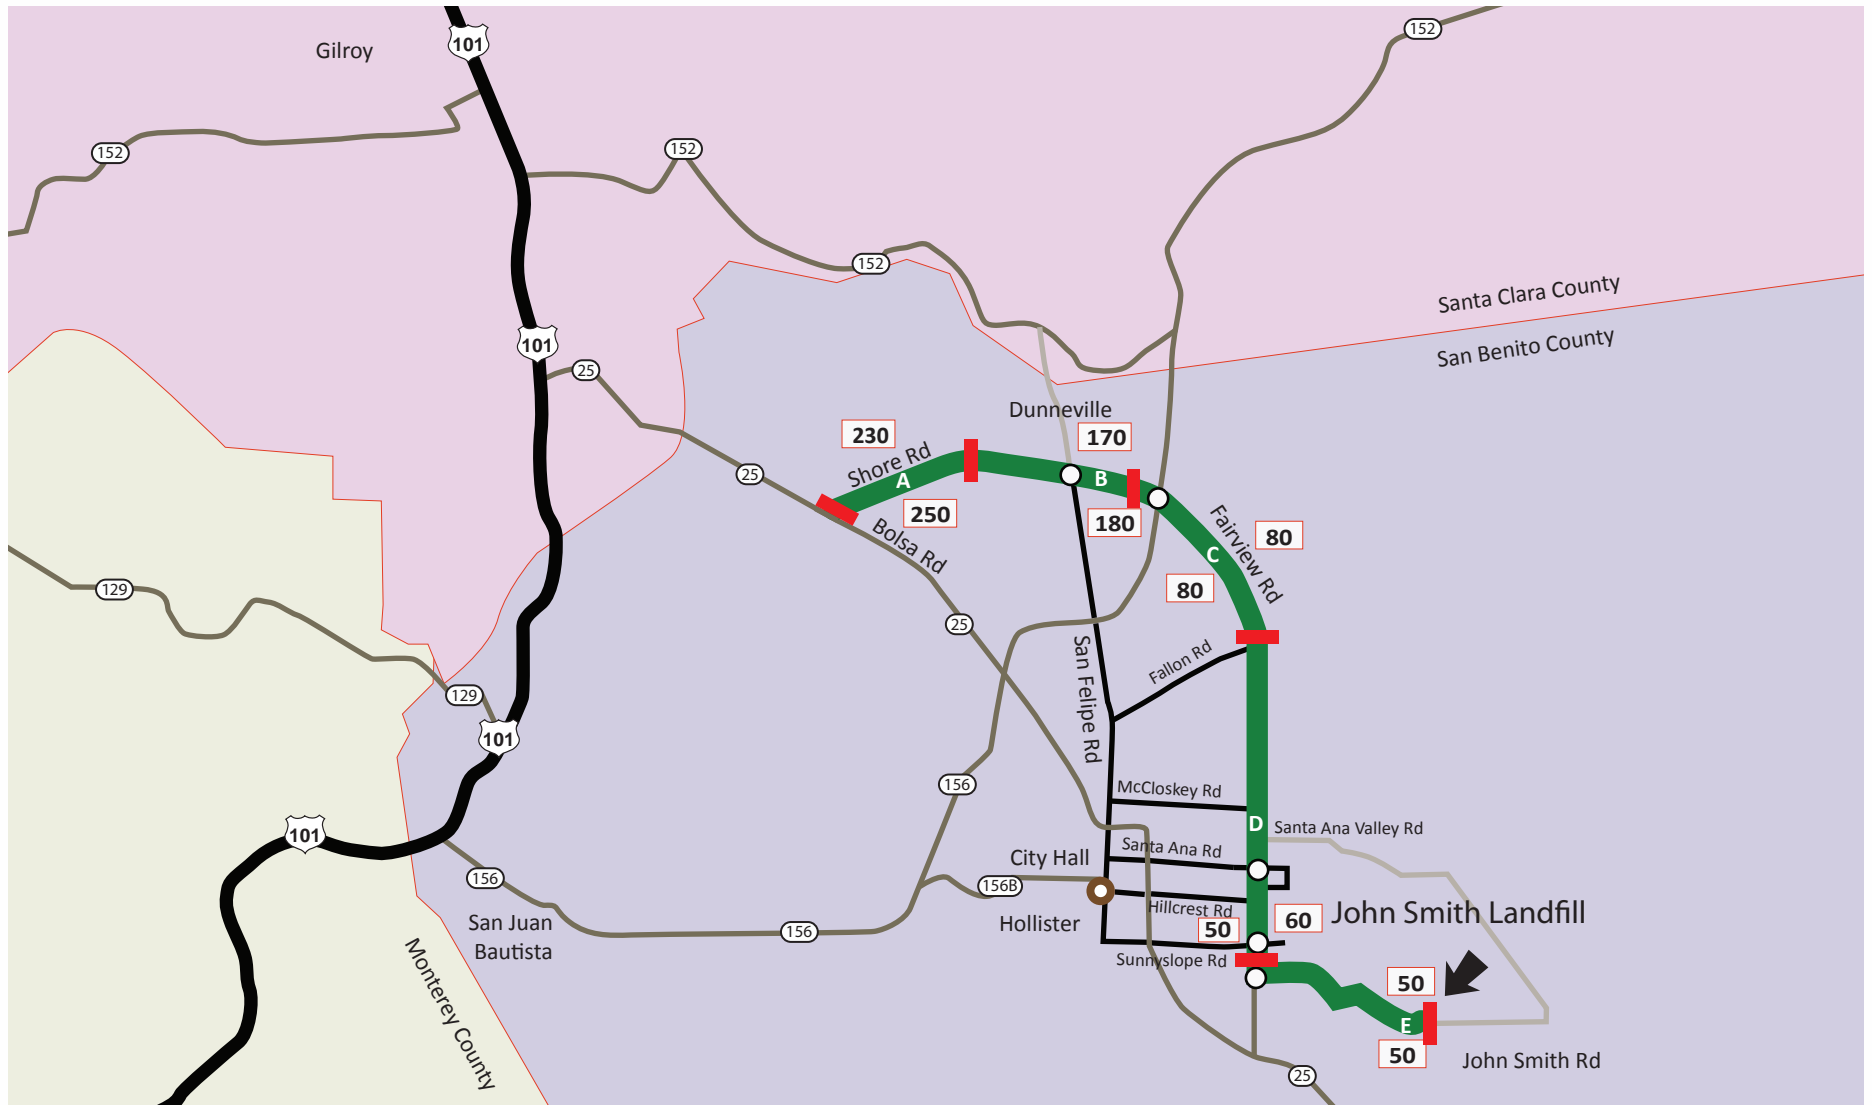 152
101
Gilroy
152
152
152
Santa Clara County
San Benito County
101
25
Dunneville
230
170
Shore Rd
A
B
25
250
180
Bolsa Rd
Fairview Rd
80
C
80
129
25
San Felipe Rd
Fallon Rd
129
101
156
McCloskey Rd
101
D
Santa Ana Valley Rd
Santa Ana Rd
City Hall
156
156B
Hillcrest Rd
John Smith Landfill
San Juan
Bautista
Hollister
50
60
156
Sunnyslope Rd
Monterey County
50
E
50
John Smith Rd
25